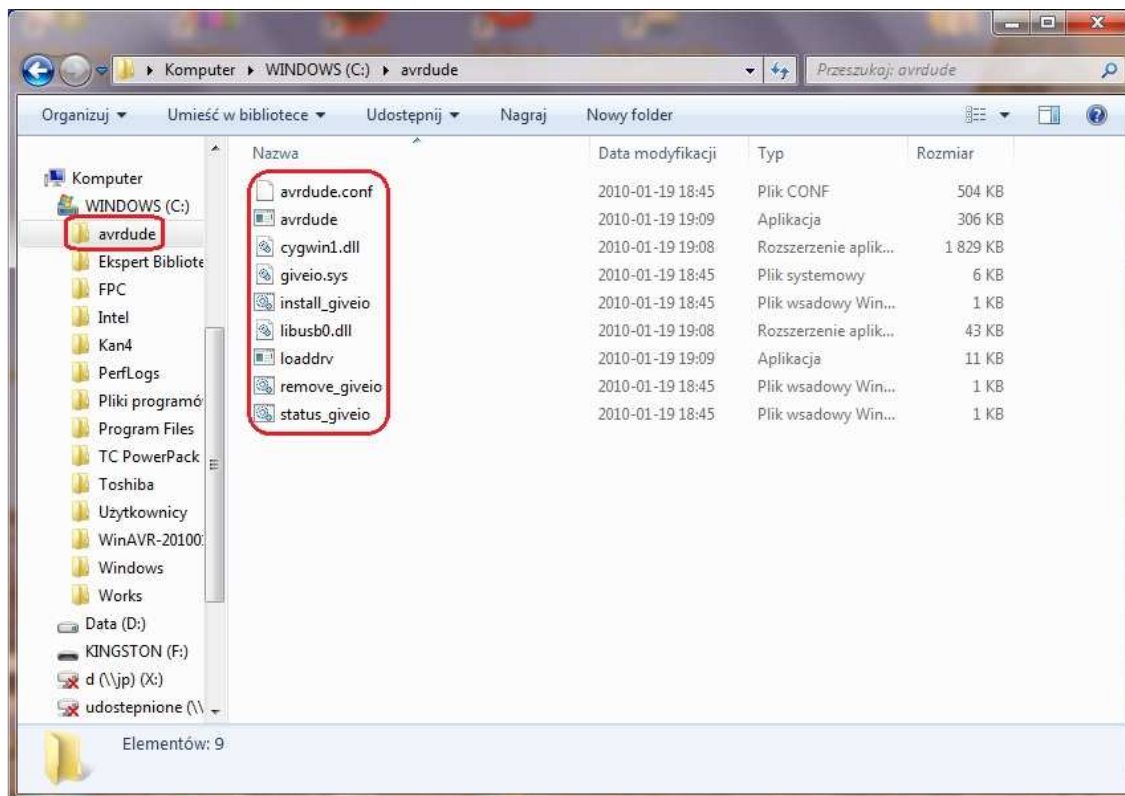 Komputer ▸ WINDOWS (C:) ▸ avrdude
Przeszukaj: avrdude
Organizuj Umieść w bibliotece Udostępnij Nagraj Nowy folder
Nazwa Data modyfikacji Typ Rozmiar
Komputer
WINDOWS (C:)
avrdude
Ekspert Bibliote
FPC
Intel
Kan4
PerfLogs
Pliki programó
Program Files
TC PowerPack
Toshiba
Użytkownicy
WinAVR-20100
Windows
Works
Data (D:)
KINGSTON (F:)
d (\\jp) (X:)
udostepnione (\\
avrdude.conf 2010-01-19 18:45 Plik CONF 504 KB
avrdude 2010-01-19 19:09 Aplikacja 306 KB
cygwin1.dll 2010-01-19 19:08 Rozszerzenie aplik... 1 829 KB
giveio.sys 2010-01-19 18:45 Plik systemowy 6 KB
install_giveio 2010-01-19 18:45 Plik wsadowy Win... 1 KB
libusb0.dll 2010-01-19 19:08 Rozszerzenie aplik... 43 KB
loaddrv 2010-01-19 19:09 Aplikacja 11 KB
remove_giveio 2010-01-19 18:45 Plik wsadowy Win... 1 KB
status_giveio 2010-01-19 18:45 Plik wsadowy Win... 1 KB
Elementów: 9